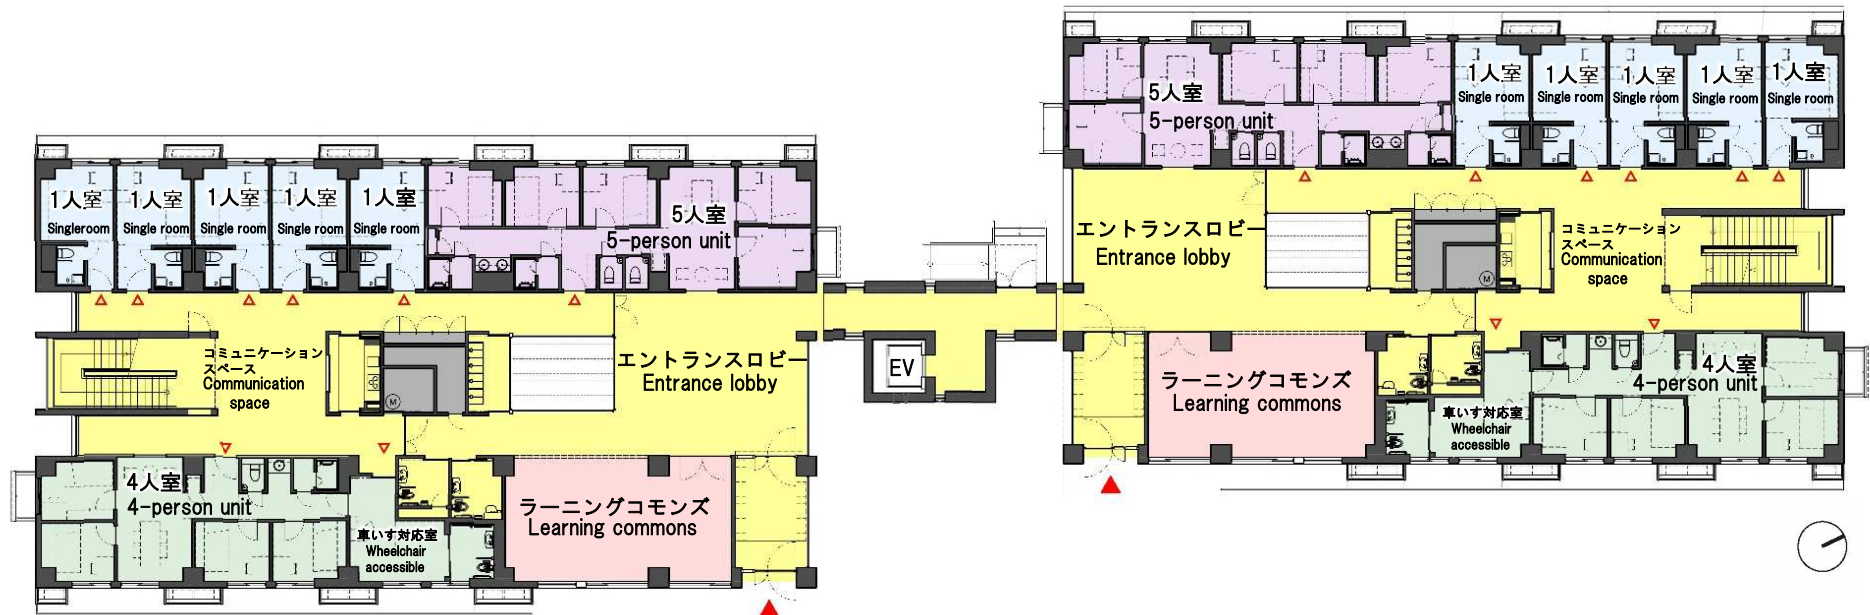 1人室
Singleroom
1人室
Single room
1人室
Single room
1人室
Single room
1人室
Single room
5人室
5-person unit
コミュニケーション
スペース
Communication
space
M
エントランスロビー
Entrance lobby
4人室
4-person unit
車いす対応室
Wheelchair
accessible
ラーニングコモンズ
Learning commons
EV
5人室
5-person unit
1人室
Single room
1人室
Single room
1人室
Single room
1人室
Single room
1人室
Single room
エントランスロビー
Entrance lobby
M
コミュニケーション
スペース
Communication
space
ラーニングコモンズ
Learning commons
車いす対応室
Wheelchair
accessible
4人室
4-person unit